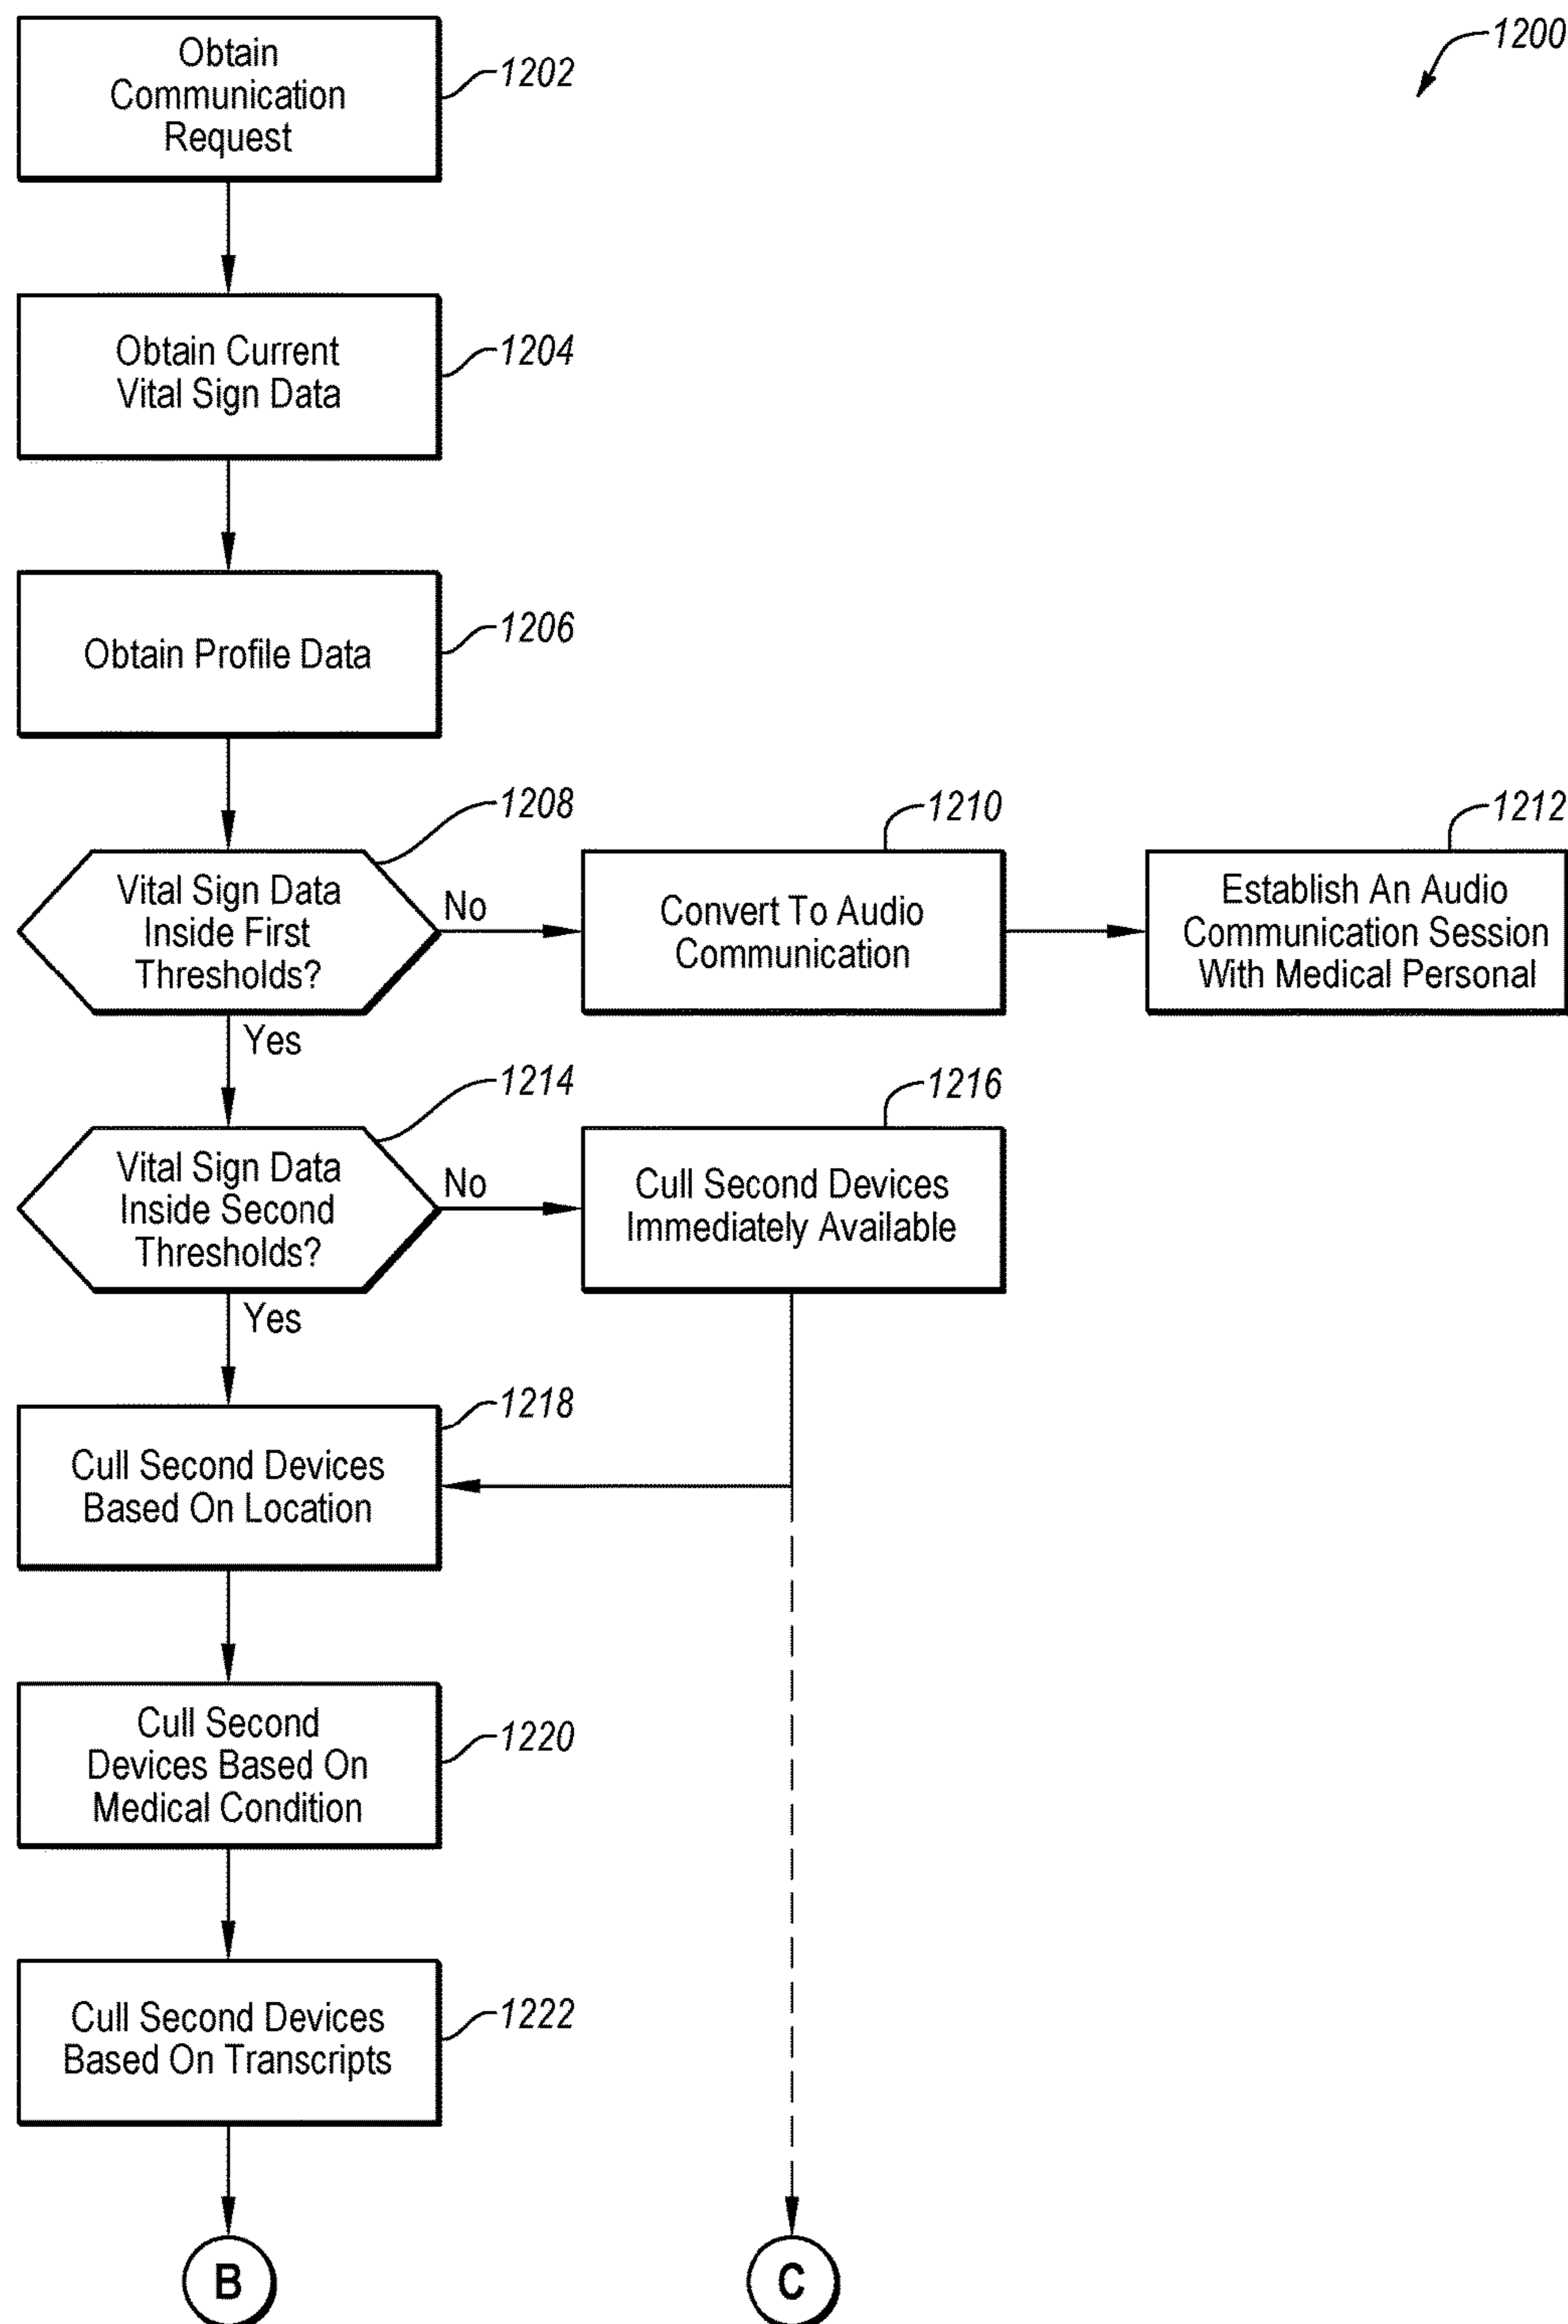 1200
Obtain
Communication
Request
1202
Obtain Current
Vital Sign Data
1204
Obtain Profile Data
1206
1208
Vital Sign Data
Inside First
Thresholds?
No
Yes
1210
Convert To Audio
Communication
1212
Establish An Audio
Communication Session
With Medical Personal
1214
Vital Sign Data
Inside Second
Thresholds?
No
Yes
1216
Cull Second Devices
Immediately Available
1218
Cull Second Devices
Based On Location
Cull Second
Devices Based On
Medical Condition
1220
Cull Second Devices
Based On Transcripts
1222
B
C